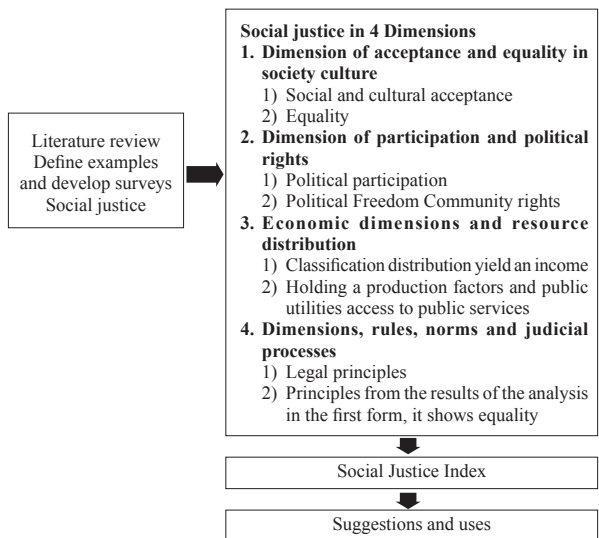 Literature review
Define examples
and develop surveys
Social justice
Social justice in 4 Dimensions
1. Dimension of acceptance and equality in
society culture
1) Social and cultural acceptance
2) Equality
2. Dimension of participation and political
rights
1) Political participation
2) Political Freedom Community rights
3. Economic dimensions and resource
distribution
1) Classification distribution yield an income
2) Holding a production factors and public
utilities access to public services
4. Dimensions, rules, norms and judicial
processes
1) Legal principles
2) Principles from the results of the analysis
in the first form, it shows equality
Social Justice Index
Suggestions and uses